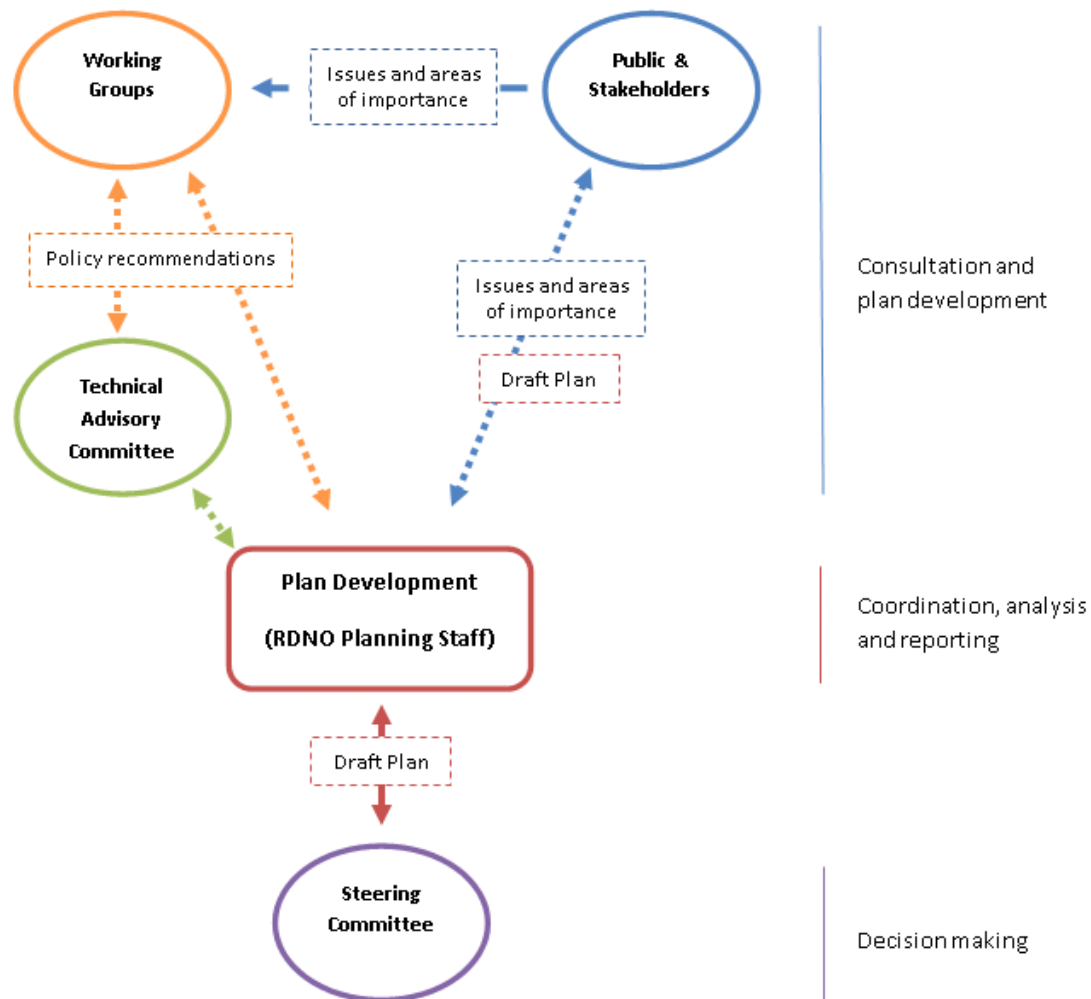 Working
Groups
Issues and areas
of importance
Public &
Stakeholders
Policy recommendations
Issues and areas
of importance
Consultation and
plan development
Draft Plan
Technical
Advisory
Committee
Plan Development
(RDNO Planning Staff)
Coordination, analysis
and reporting
Draft Plan
Steering
Committee
Decision making